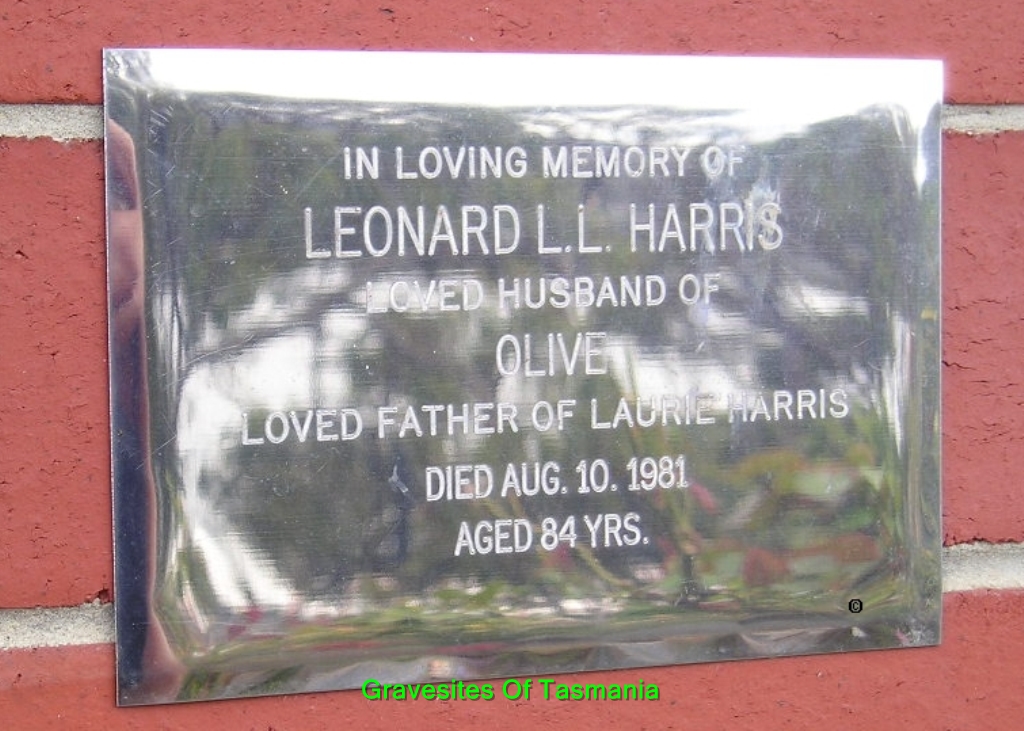 IN LOVING MEMORY OF
LEONARD L.L. HARRIS
LOVED HUSBAND OF
OLIVE
LOVED FATHER OF LAURIE HARRIS
DIED AUG. 10. 1981
AGED 84 YRS.
©
Gravesites Of Tasmania